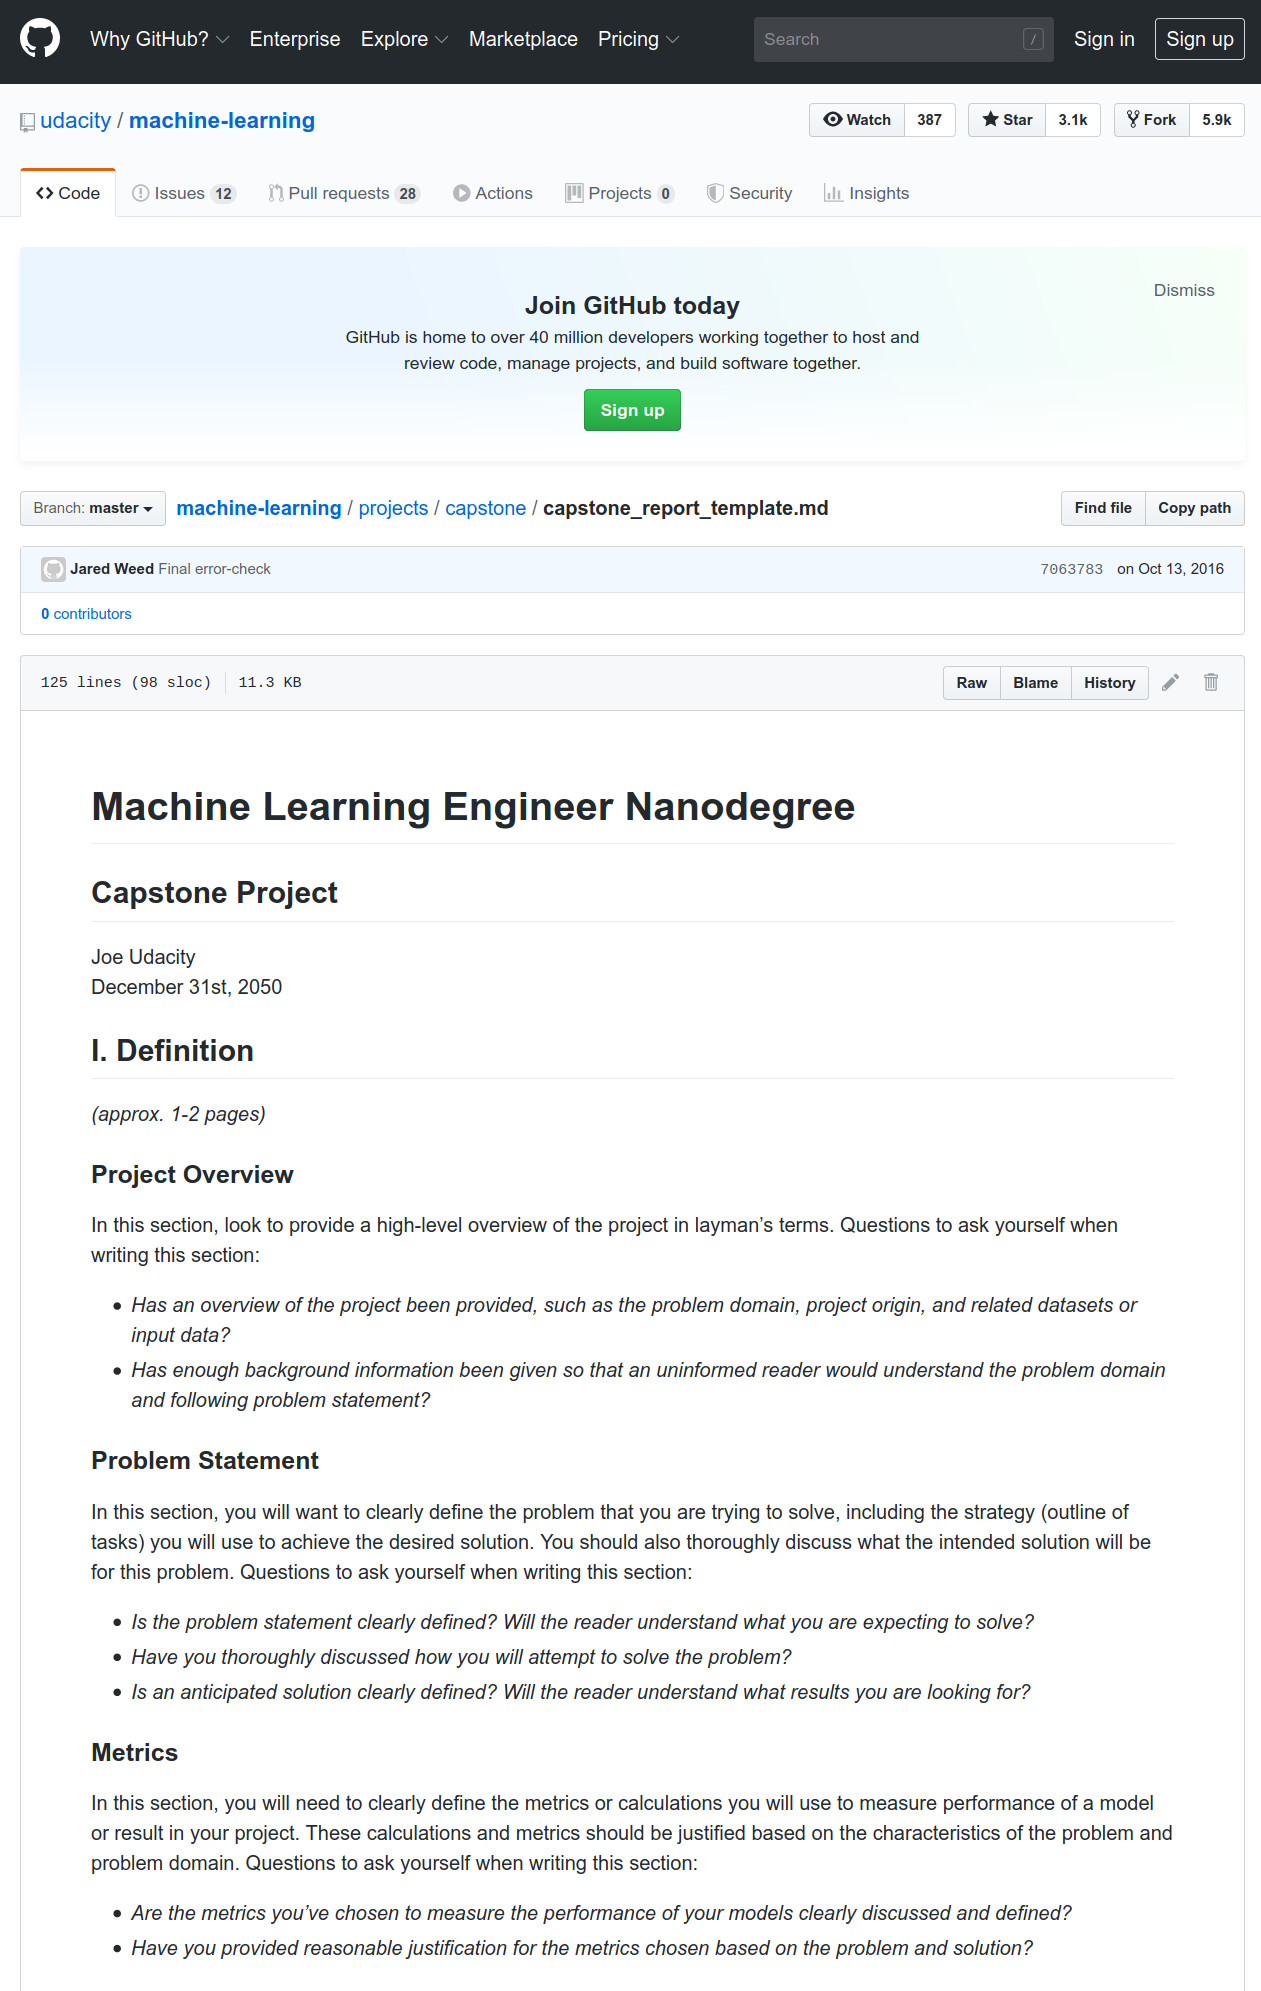 Why GitHub? Enterprise Explore Marketplace Pricing Search / Sign in Sign up
udacity / machine-learning Watch 387 Star 3.1k Fork 5.9k
Code Issues 12 Pull requests 28 Actions Projects 0 Security Insights
Dismiss
Join GitHub today
GitHub is home to over 40 million developers working together to host and
review code, manage projects, and build software together.
Sign up
Branch: master machine-learning / projects / capstone / capstone_report_template.md Find file Copy path
Jared Weed Final error-check 7063783 on Oct 13, 2016
0 contributors
125 lines (98 sloc) 11.3 KB Raw Blame History
Machine Learning Engineer Nanodegree
Capstone Project
Joe Udacity
December 31st, 2050
I. Definition
(approx. 1-2 pages)
Project Overview
In this section, look to provide a high-level overview of the project in layman’s terms. Questions to ask yourself when
writing this section:
Has an overview of the project been provided, such as the problem domain, project origin, and related datasets or
input data?
Has enough background information been given so that an uninformed reader would understand the problem domain
and following problem statement?
Problem Statement
In this section, you will want to clearly define the problem that you are trying to solve, including the strategy (outline of
tasks) you will use to achieve the desired solution. You should also thoroughly discuss what the intended solution will be
for this problem. Questions to ask yourself when writing this section:
Is the problem statement clearly defined? Will the reader understand what you are expecting to solve?
Have you thoroughly discussed how you will attempt to solve the problem?
Is an anticipated solution clearly defined? Will the reader understand what results you are looking for?
Metrics
In this section, you will need to clearly define the metrics or calculations you will use to measure performance of a model
or result in your project. These calculations and metrics should be justified based on the characteristics of the problem and
problem domain. Questions to ask yourself when writing this section:
Are the metrics you’ve chosen to measure the performance of your models clearly discussed and defined?
Have you provided reasonable justification for the metrics chosen based on the problem and solution?